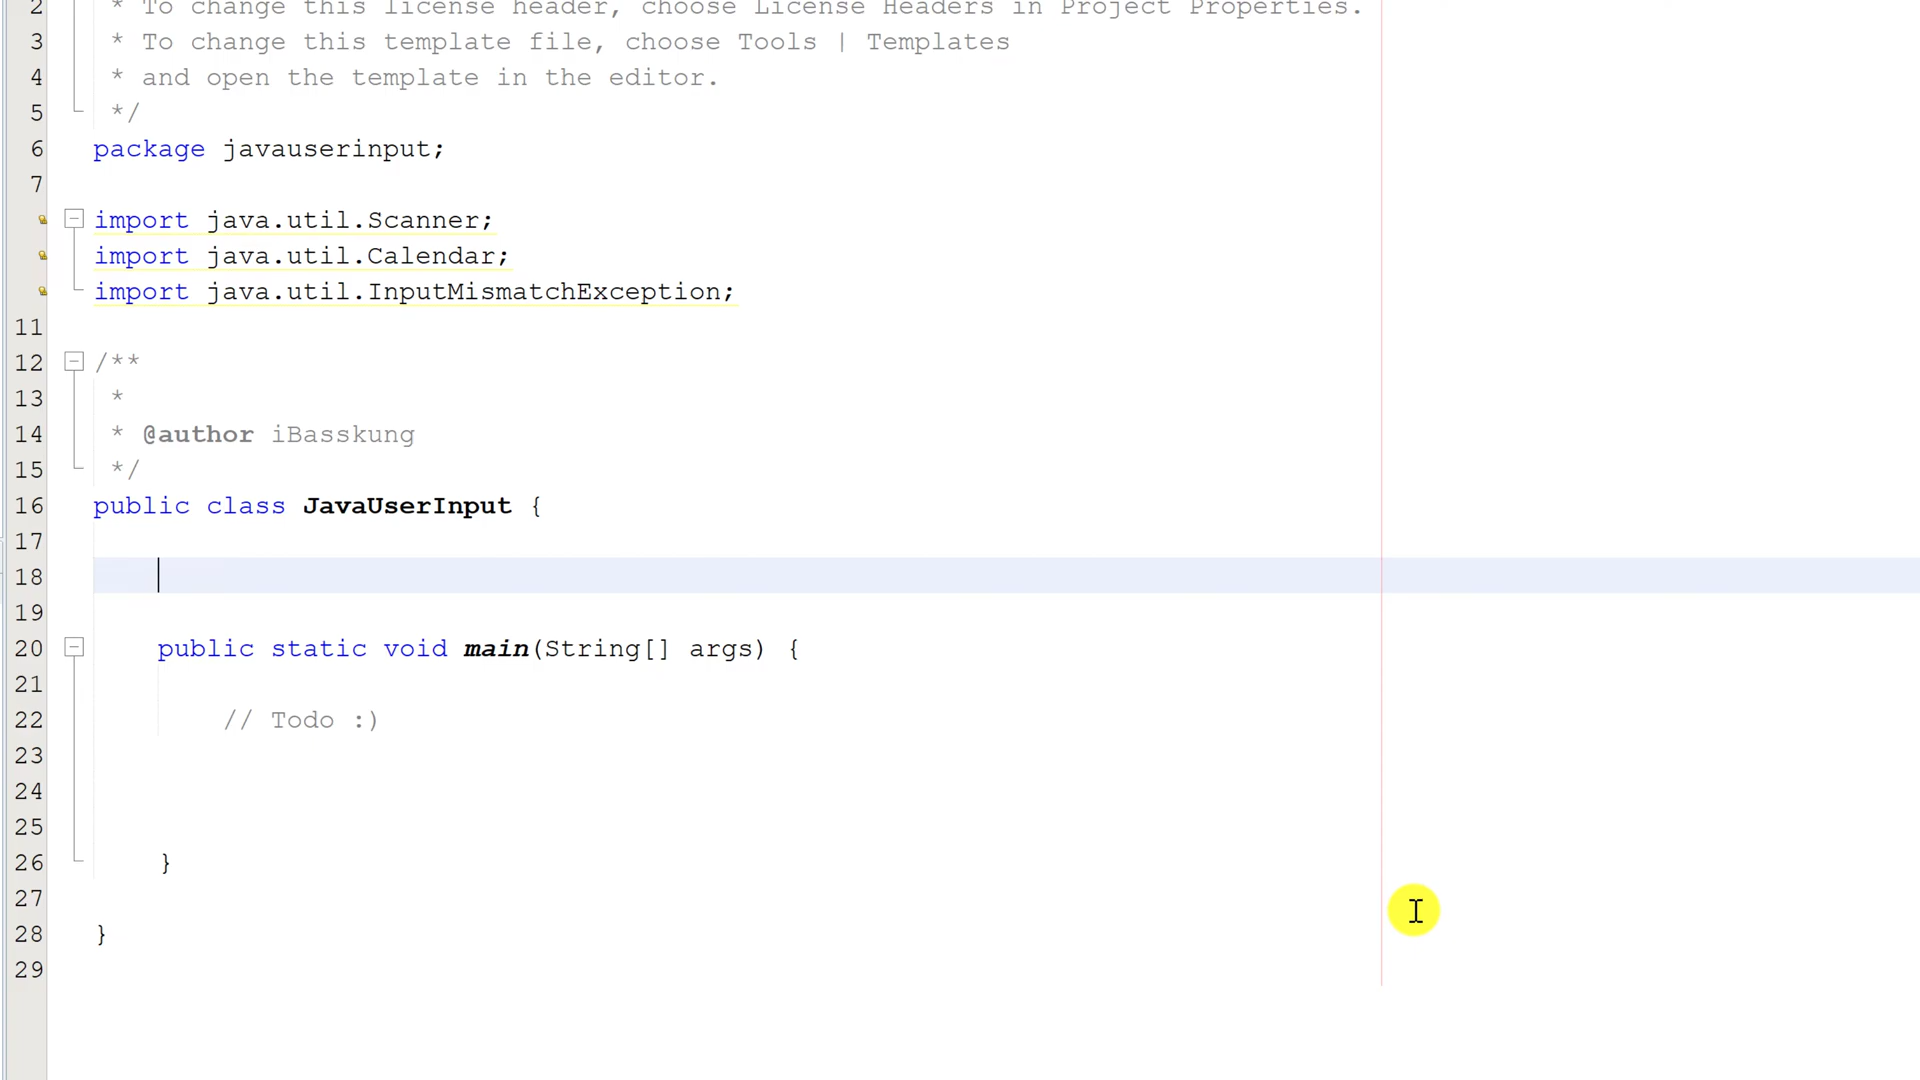 2 * To change this license header, choose License Headers in Project Properties.
3 * To change this template file, choose Tools | Templates
4 * and open the template in the editor.
5 */
6 package javauserinput;
7
import java.util.Scanner;
import java.util.Calendar;
import java.util.InputMismatchException;
11
12 /**
13 *
14 * @author iBasskung
15 */
16 public class JavaUserInput {
17
18
19
20 public static void main(String[] args) {
21
22 // Todo :)
23
24
25
26 }
27
28 }
29